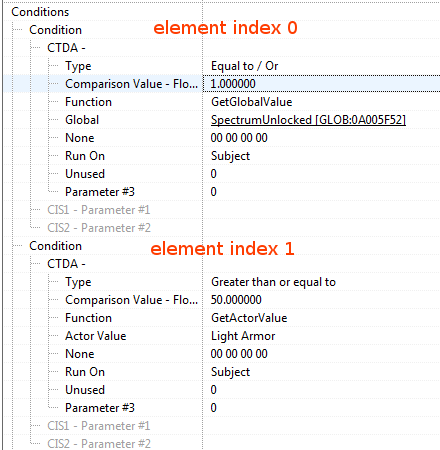 Conditions
Condition
element index 0
CTDA -
Type Equal to / Or
Comparison Value - Flo... 1.000000
Function GetGlobalValue
Global SpectrumUnlocked [GLOB:0A005F52]
None 00 00 00 00
Run On Subject
Unused 0
Parameter #3 0
CIS1 - Parameter #1
CIS2 - Parameter #2
Condition element index 1
CTDA -
Type Greater than or equal to
Comparison Value - Flo... 50.000000
Function GetActorValue
Actor Value Light Armor
None 00 00 00 00
Run On Subject
Unused 0
Parameter #3 0
CIS1 - Parameter #1
CIS2 - Parameter #2